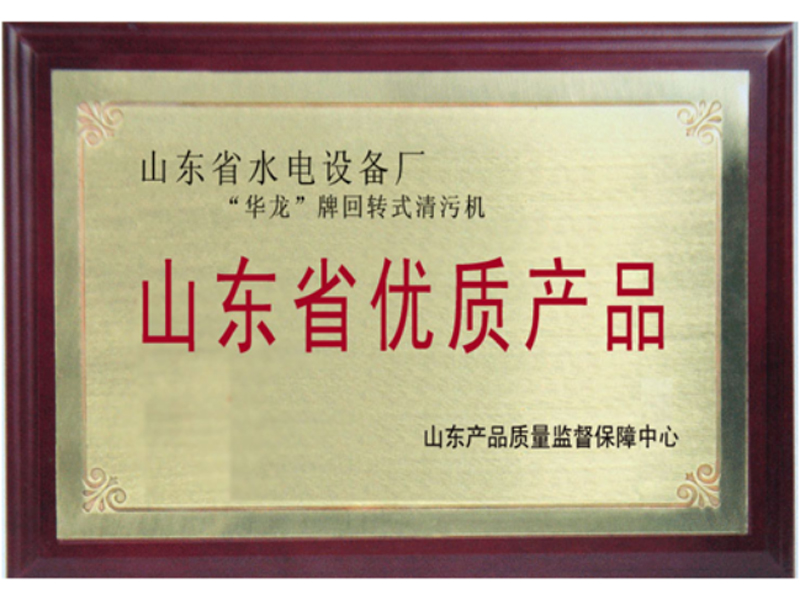 山东省水电设备厂
“华龙”牌回转式清污机
山东省优质产品
山东产品质量监督保障中心